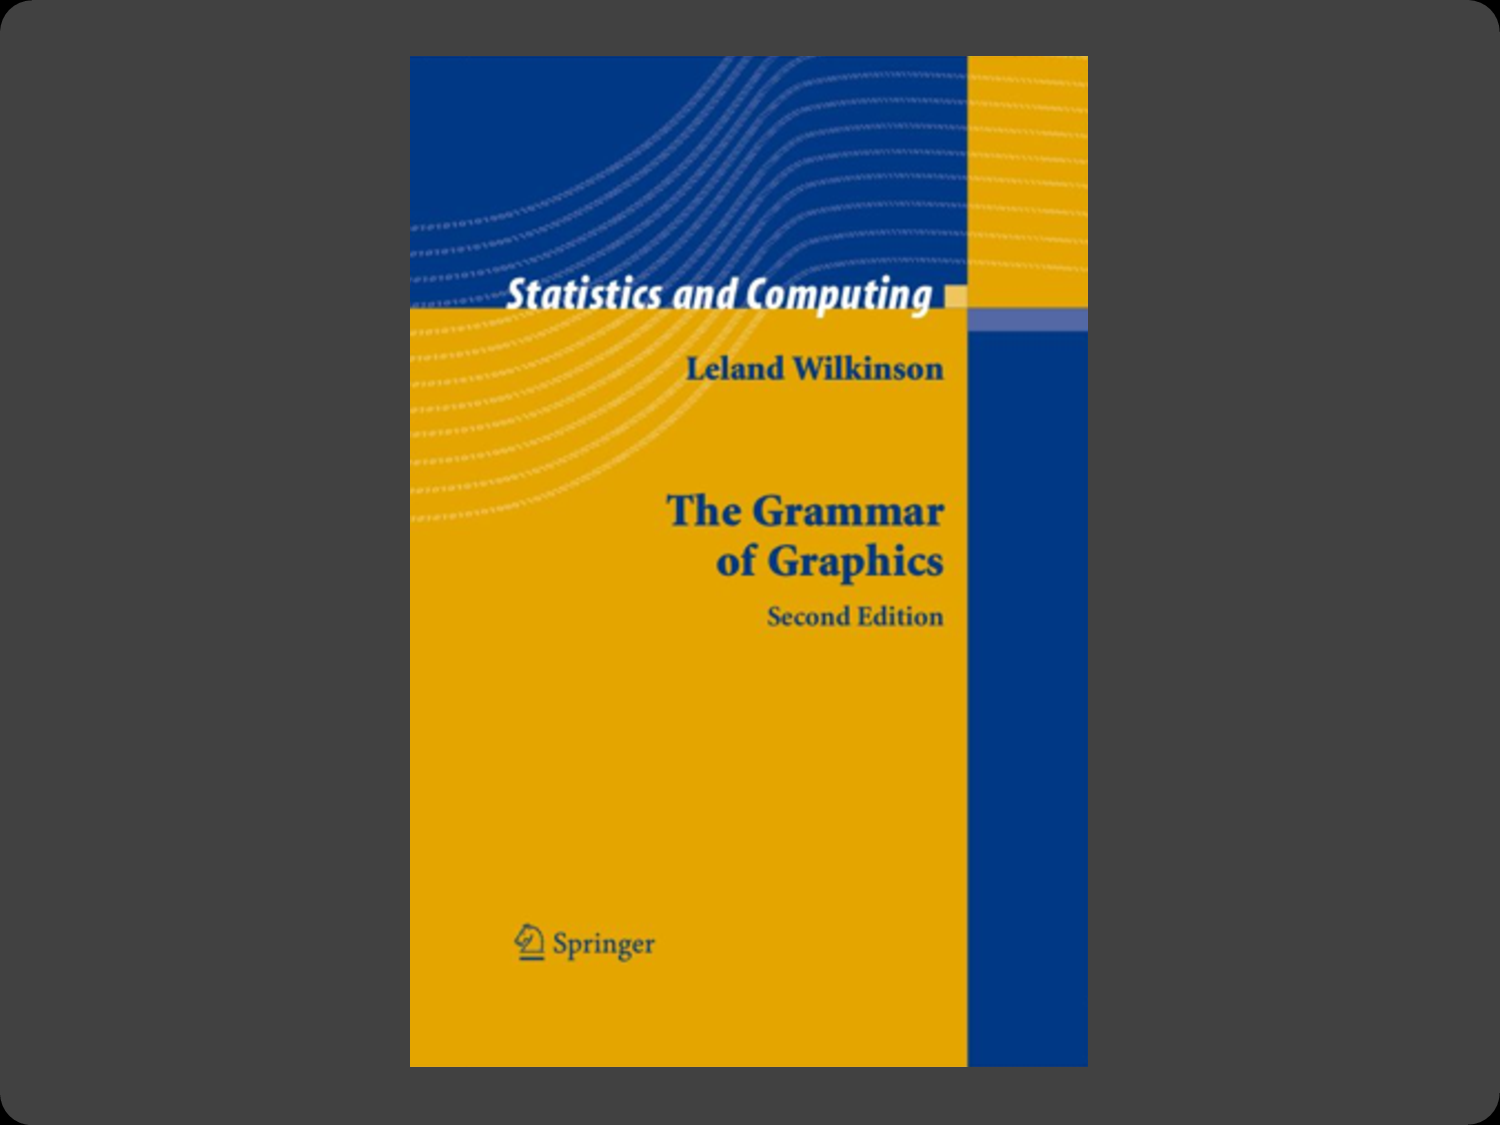 Statistics and Computing
Leland Wilkinson
The Grammar
of Graphics
Second Edition
Springer